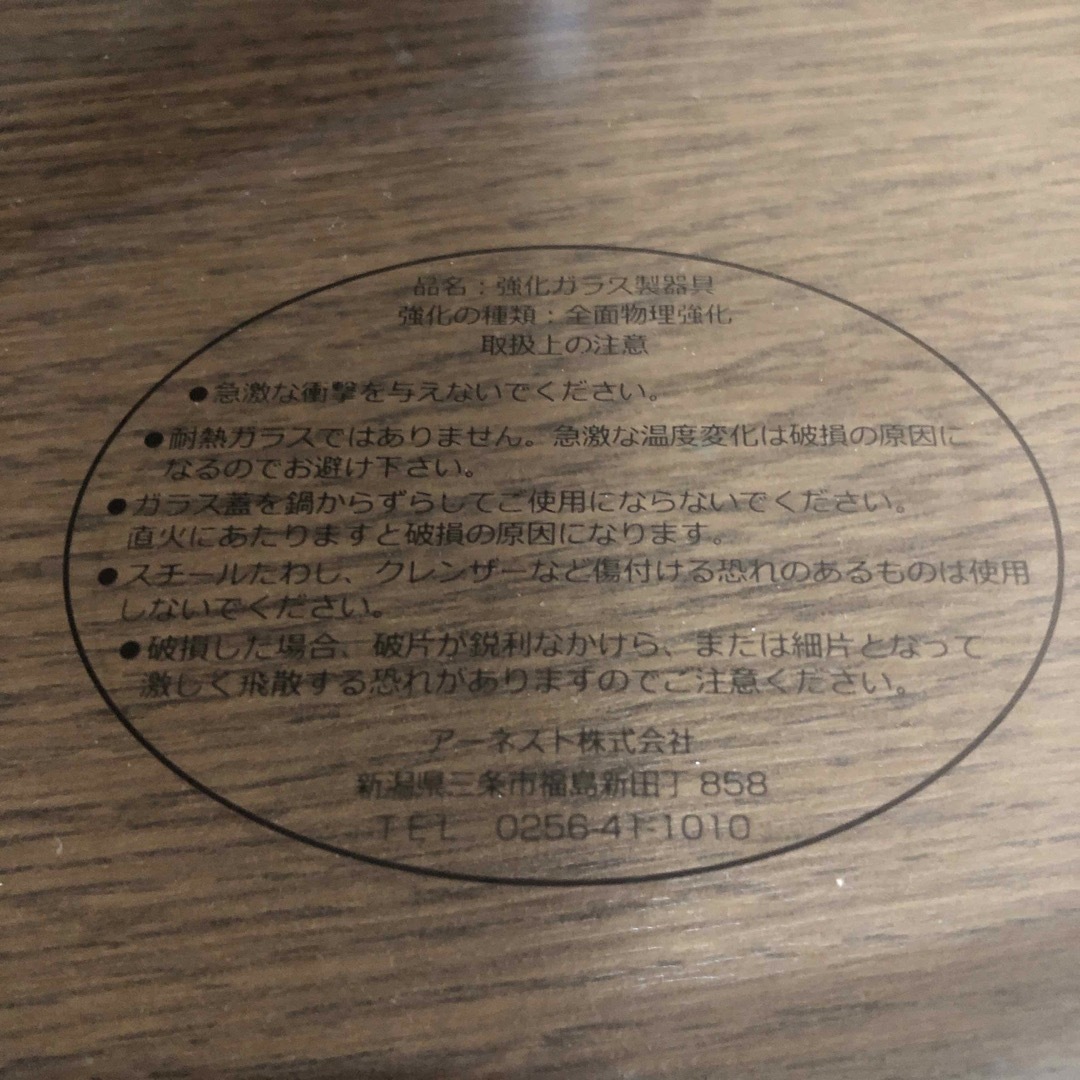 品名：強化ガラス製器具
強化の種類：全面物理強化
取扱上の注意
●急激な衝撃を与えないでください。
●耐熱ガラスではありません。急激な温度変化は破損の原因に
なるのでお避け下さい。
●ガラス蓋を鍋からずらしてご使用にならないでください。
直火にあたりますと破損の原因になります。
●スチールたわし、クレンザーなど傷付ける恐れのあるものは使用
しないでください。
●破損した場合、破片が鋭利なかけら、または細片となって
激しく飛散する恐れがありますのでご注意ください。
アーネスト株式会社
新潟県三条市福島新田丁858
TEL 0256-41-1010